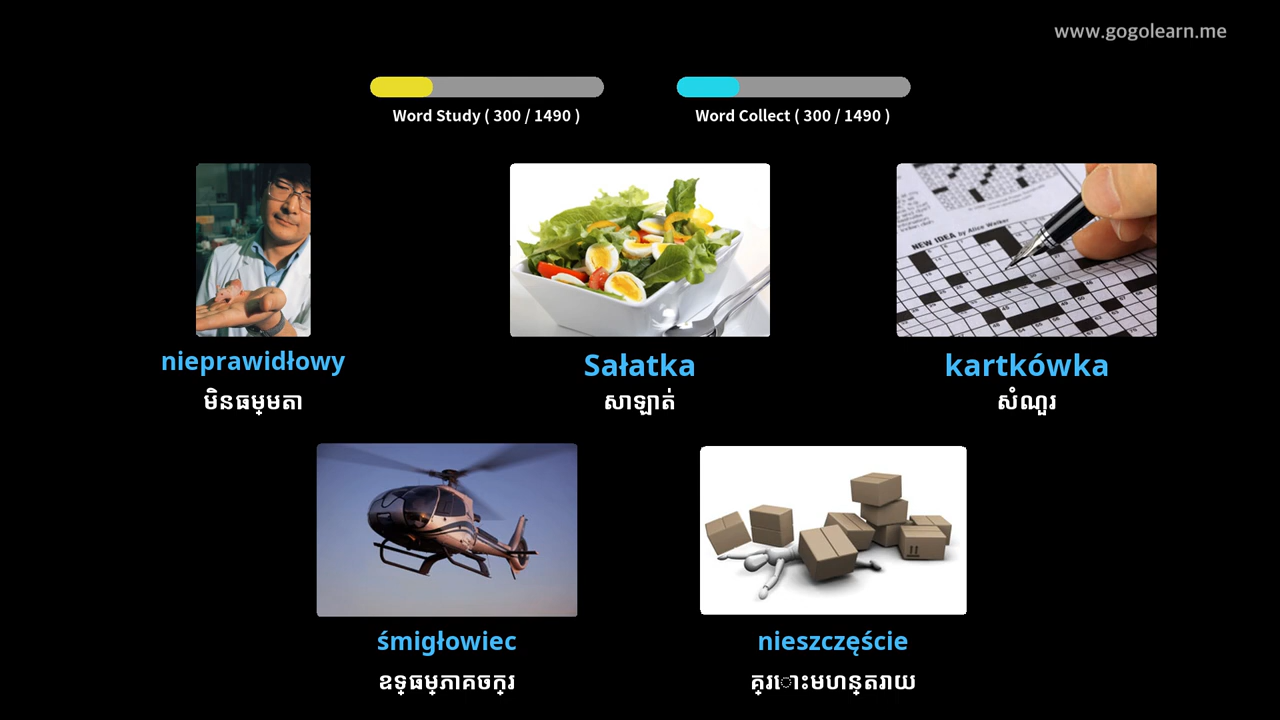 www.gogolearn.me
Word Study ( 300 / 1490 )
Word Collect ( 300 / 1490 )
NEW IDEA by Alice Walker
nieprawidłowy
មិនធម្មតា
Sałatka
សាឡាត់
kartkówka
សំណួរ
śmigłowiec
ឧទ្ធម្ភាគចក្រ
nieszczęście
គ្រោះមហន្តរាយ